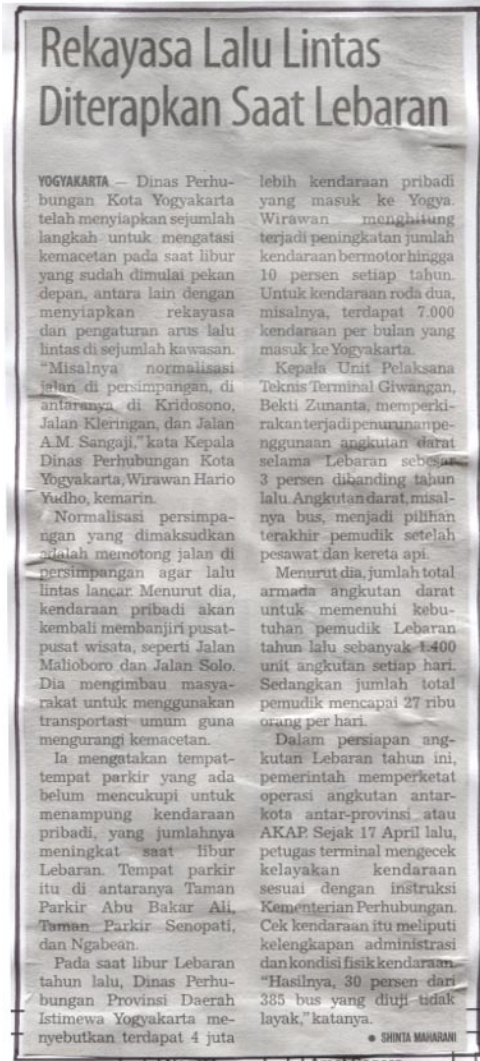 Rekayasa Lalu Lintas
Diterapkan Saat Lebaran
YOGYAKARTA — Dinas Perhu-
bungan Kota Yogyakarta
telah menyiapkan sejumlah
langkah untuk mengatasi
kemacetan pada saat libur
yang sudah dimulai pekan
depan, antara lain dengan
menyiapkan rekayasa
dan pengaturan arus lalu
lintas di sejumlah kawasan.
“Misalnya normalisasi
jalan di persimpangan, di
antaranya di Kridosono,
Jalan Kleringan, dan Jalan
A.M. Sangaji,” kata Kepala
Dinas Perhubungan Kota
Yogyakarta, Wirawan Hario
Yudho, kemarin.
Normalisasi persimpa-
ngan yang dimaksudkan
adalah memotong jalan di
persimpangan agar lalu
lintas lancar. Menurut dia,
kendaraan pribadi akan
kembali membanjiri pusat-
pusat wisata, seperti Jalan
Malioboro dan Jalan Solo.
Dia mengimbau masya-
rakat untuk menggunakan
transportasi umum guna
mengurangi kemacetan.
Ia mengatakan tempat-
tempat parkir yang ada
belum mencukupi untuk
menampung kendaraan
pribadi, yang jumlahnya
meningkat saat libur
Lebaran. Tempat parkir
itu di antaranya Taman
Parkir Abu Bakar Ali,
Taman Parkir Senopati,
dan Ngabean.
Pada saat libur Lebaran
tahun lalu, Dinas Perhu-
bungan Provinsi Daerah
Istimewa Yogyakarta me-
nyebutkan terdapat 4 juta
lebih kendaraan pribadi
yang masuk ke Yogya.
Wirawan menghitung
terjadi peningkatan jumlah
kendaraan bermotor hingga
10 persen setiap tahun.
Untuk kendaraan roda dua,
misalnya, terdapat 7.000
kendaraan per bulan yang
masuk ke Yogyakarta.
Kepala Unit Pelaksana
Teknis Terminal Giwangan,
Bekti Zunanta, memperki-
rakan terjadi penurunan pe-
nggunaan angkutan darat
selama Lebaran sebesar
3 persen dibanding tahun
lalu. Angkutan darat, misal-
nya bus, menjadi pilihan
terakhir pemudik setelah
pesawat dan kereta api.
Menurut dia, jumlah total
armada angkutan darat
untuk memenuhi kebu-
tuhan pemudik Lebaran
tahun lalu sebanyak 1.400
unit angkutan setiap hari.
Sedangkan jumlah total
pemudik mencapai 27 ribu
orang per hari.
Dalam persiapan ang-
kutan Lebaran tahun ini,
pemerintah memperketat
operasi angkutan antar-
kota antar-provinsi atau
AKAP. Sejak 17 April lalu,
petugas terminal mengecek
kelayakan kendaraan
sesuai dengan instruksi
Kementerian Perhubungan.
Cek kendaraan itu meliputi
kelengkapan administrasi
dan kondisi fisik kendaraan.
“Hasilnya, 30 persen dari
385 bus yang diuji tidak
layak,” katanya.
● SHINTA MAHARANI